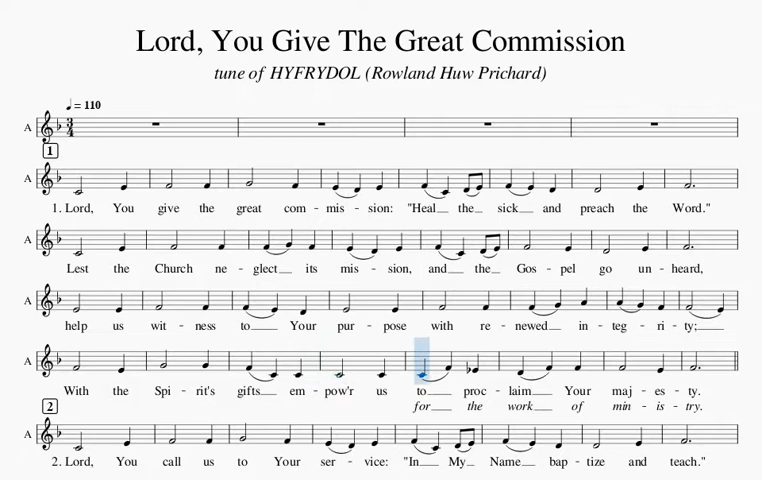 Lord, You Give The Great Commission
tune of HYFRYDOL (Rowland Huw Prichard)
♩ = 110
A
1
A
1. Lord, You give the great com - mis - sion: "Heal the sick and preach the Word."
A
Lest the Church ne - glect its mis - sion, and the Gos - pel go un - heard,
A
help us wit - ness to Your pur - pose with re - newed in - teg - ri - ty;
A
With the Spi - rit's gifts em - pow'r us to proc - laim Your maj - es - ty.
for the work of min - is - try.
2
A
2. Lord, You call us to Your ser - vice: "In My Name bap - tize and teach."